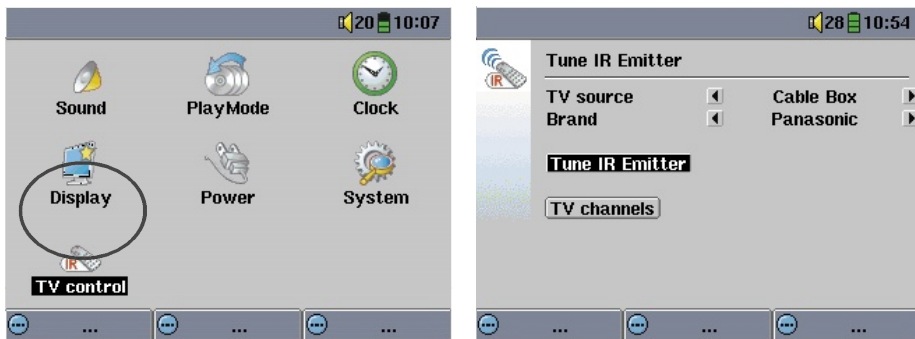 20 10:07
Sound PlayMode Clock
Display Power System
IR
TV control
... ... ...
28 10:54
IR
Tune IR Emitter
TV source Cable Box
Brand Panasonic
Tune IR Emitter
TV channels
... ... ...